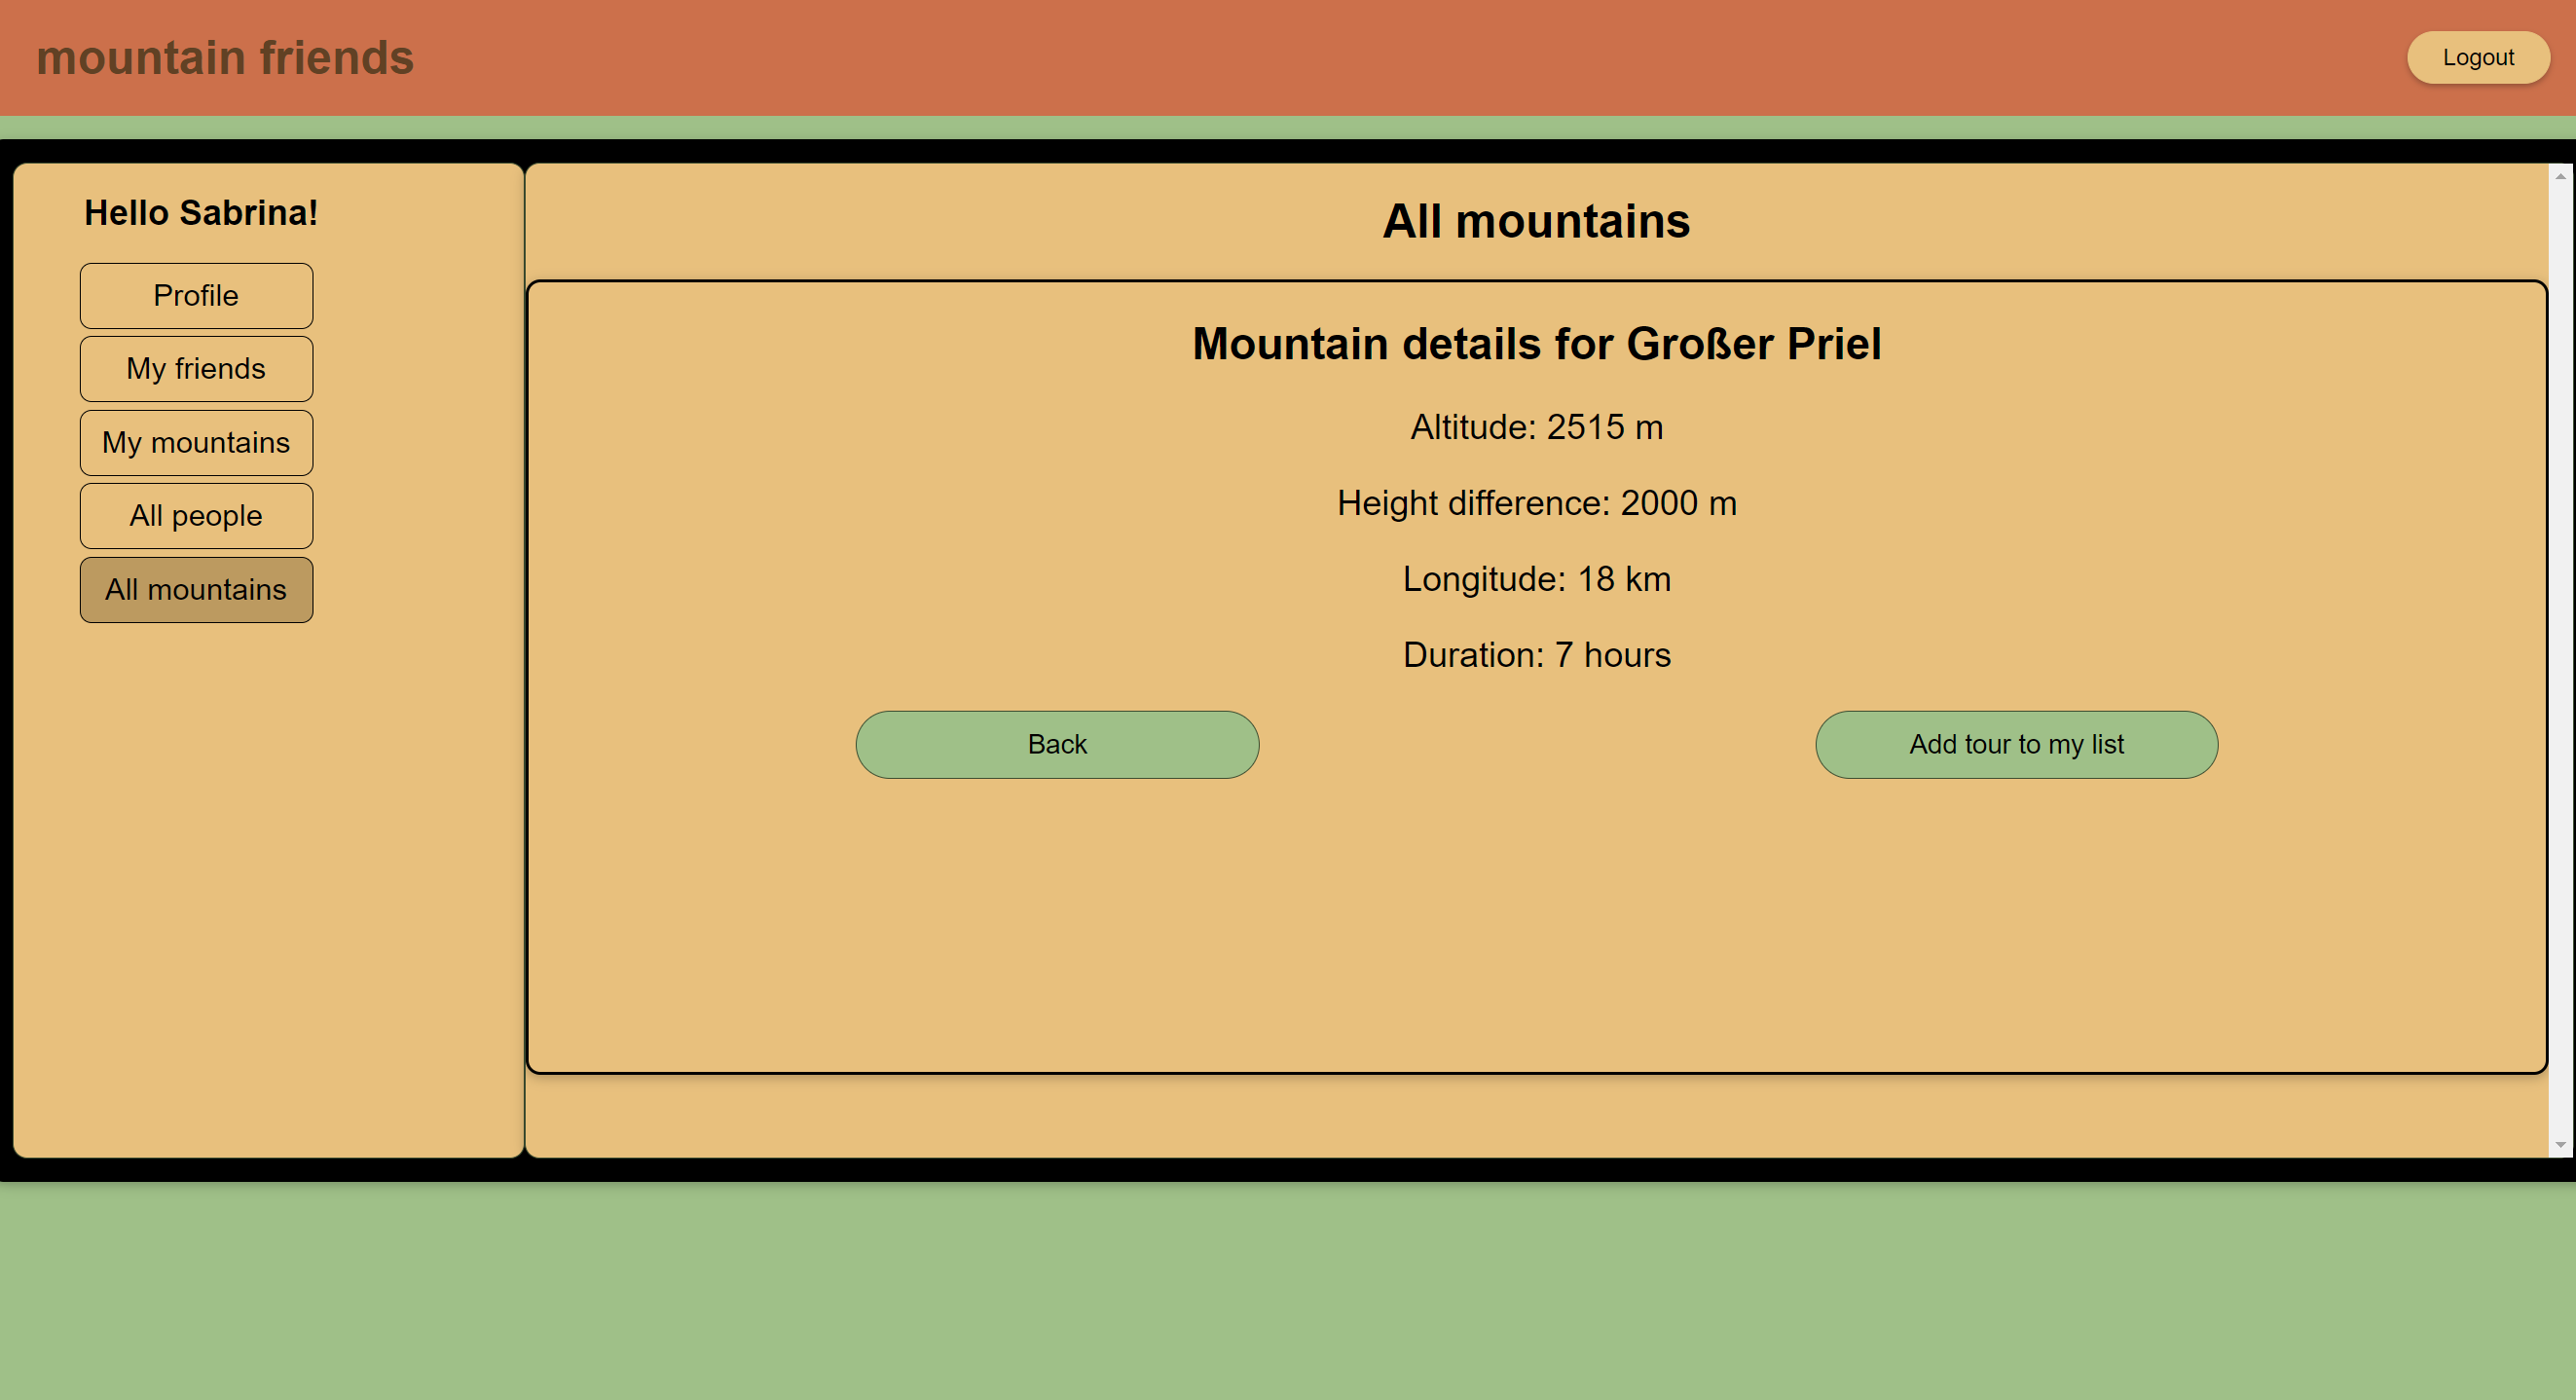 mountain friends
Logout
Hello Sabrina!
Profile
My friends
My mountains
All people
All mountains
All mountains
Mountain details for Großer Priel
Altitude: 2515 m
Height difference: 2000 m
Longitude: 18 km
Duration: 7 hours
Back
Add tour to my list